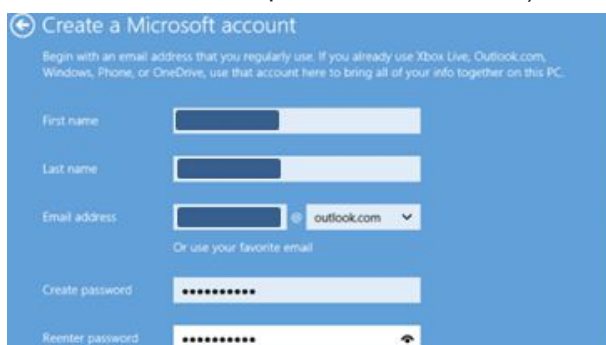 Create a Microsoft account
Begin with an email address that you regularly use. If you already use Xbox Live, Outlook.com,
Windows, Phone, or OneDrive, use that account here to bring all of your info together on this PC.
First name
Last name
Email address @ outlook.com
Or use your favorite email
Create password ••••••••••
Reenter password ••••••••••